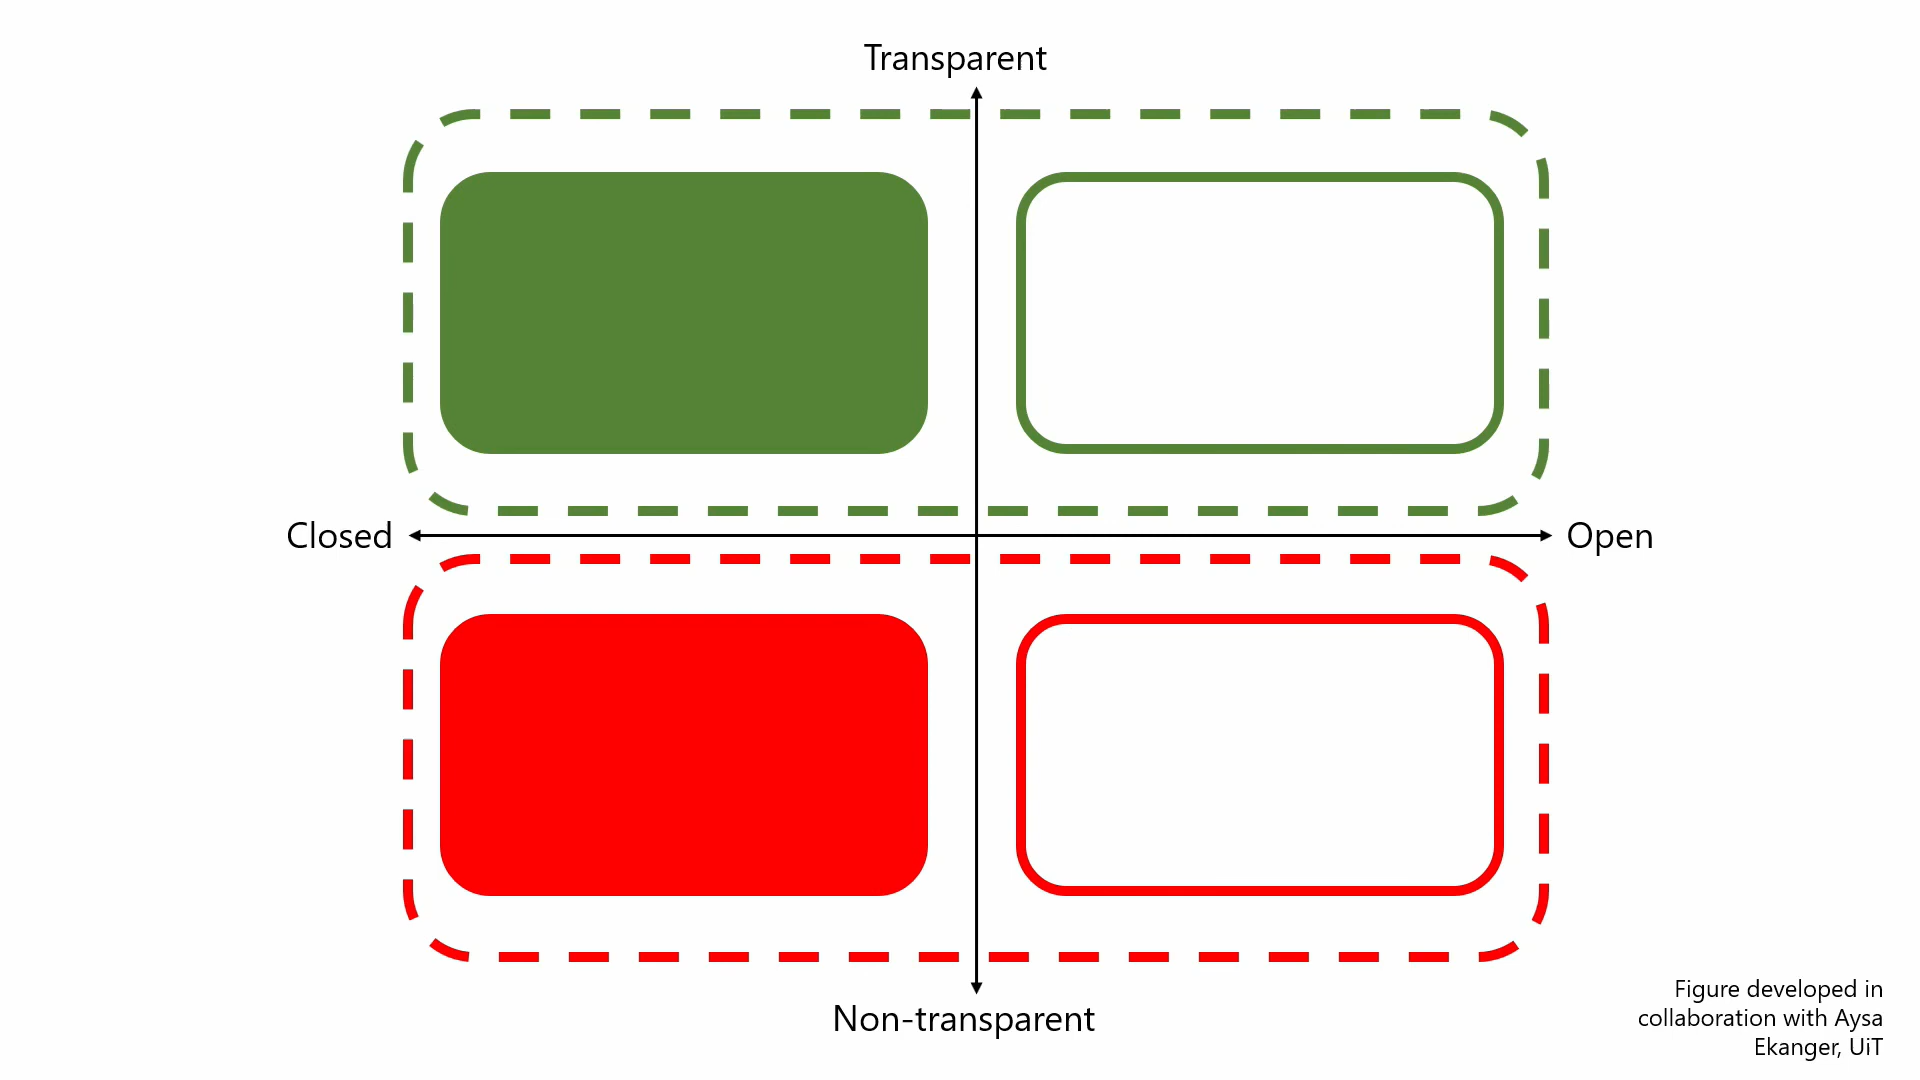 Transparent
Closed
Open
Non-transparent
Figure developed in
collaboration with Aysa
Ekanger, UiT